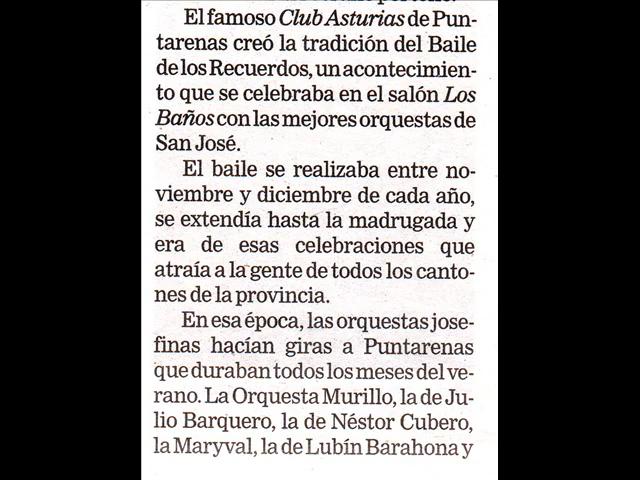 El famoso Club Asturias de Pun-
tarenas creó la tradición del Baile
de los Recuerdos, un acontecimien-
to que se celebraba en el salón Los
Baños con las mejores orquestas de
San José.
El baile se realizaba entre no-
viembre y diciembre de cada año,
se extendía hasta la madrugada y
era de esas celebraciones que
atraía a la gente de todos los canto-
nes de la provincia.
En esa época, las orquestas jose-
finas hacían giras a Puntarenas
que duraban todos los meses del ve-
rano. La Orquesta Murillo, la de Ju-
lio Barquero, la de Néstor Cubero,
la Maryval, la de Lubín Barahona y